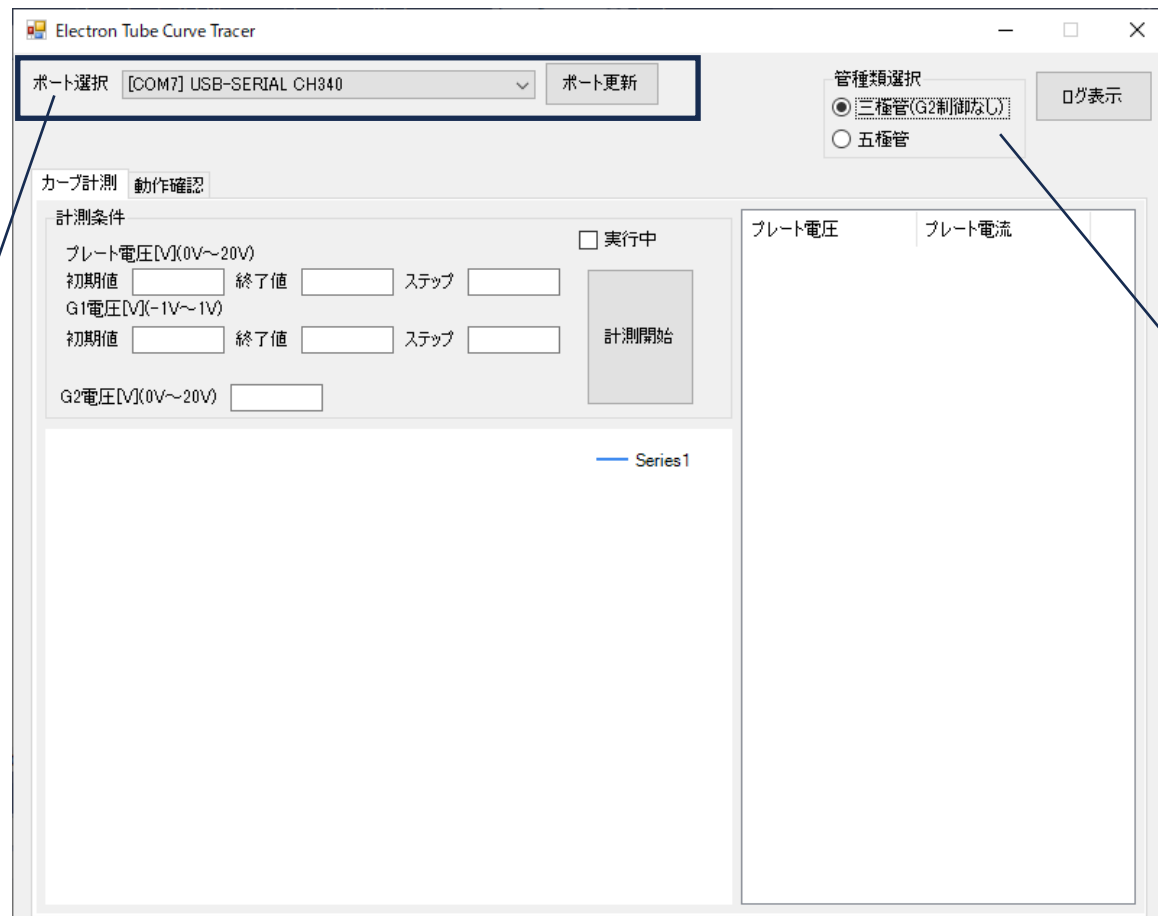 Electron Tube Curve Tracer
ポート選択 [COM7] USB-SERIAL CH340 ポート更新
管種類選択
三極管(G2制御なし)
五極管
ログ表示
カーブ計測 動作確認
計測条件
プレート電圧[V](0V～20V)
実行中
初期値 終了値 ステップ
G1電圧[V](-1V～1V)
初期値 終了値 ステップ
計測開始
G2電圧[V](0V～20V)
Series1
プレート電圧 プレート電流